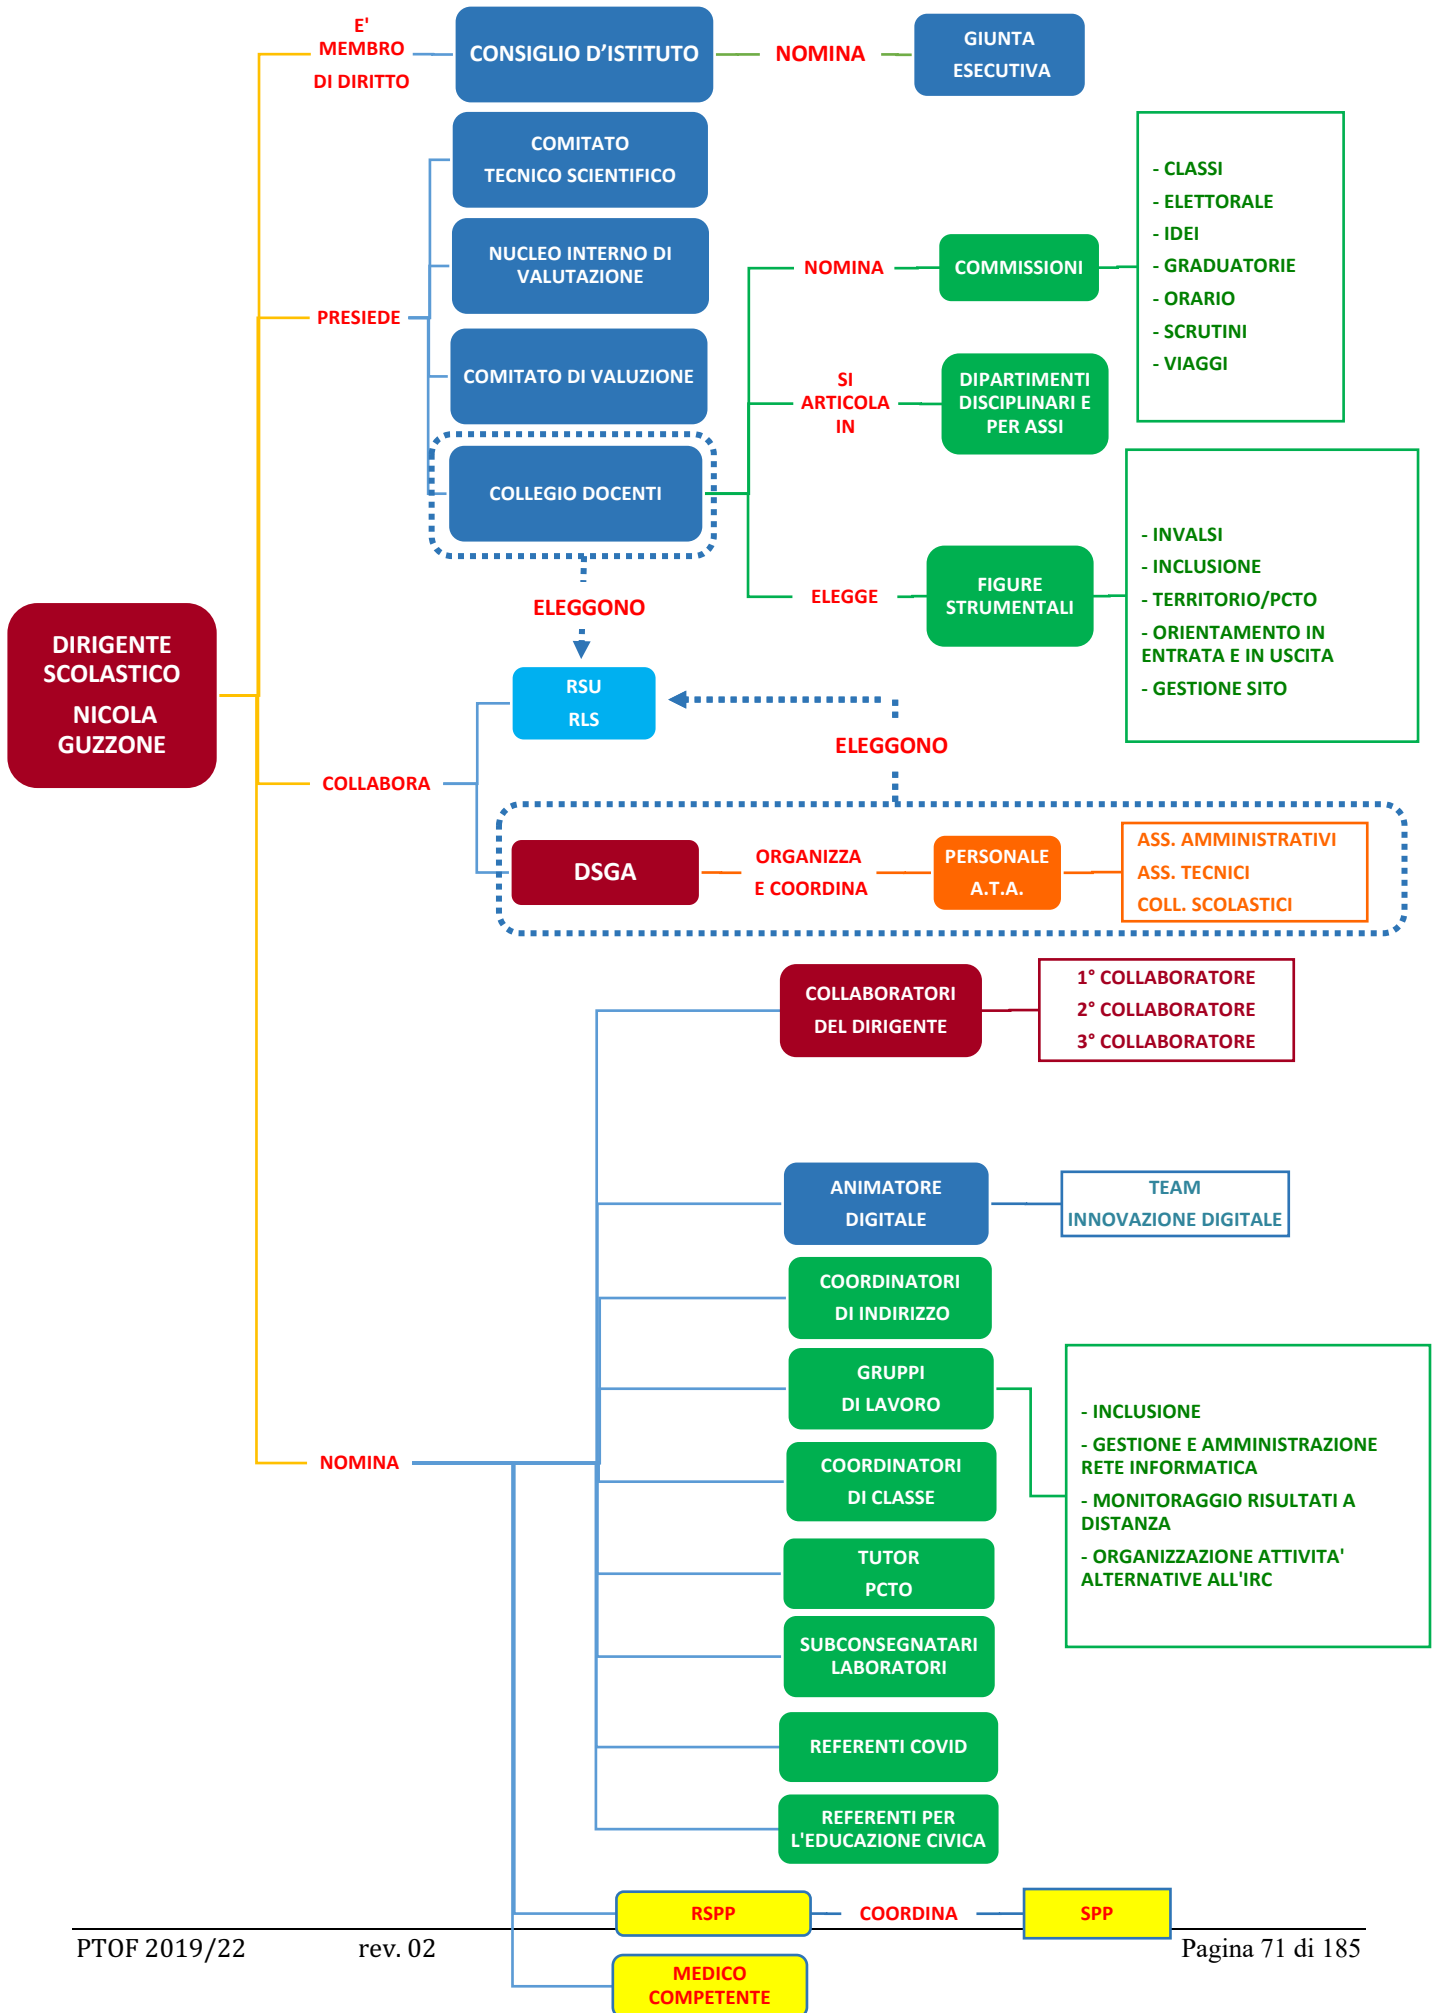 E'
MEMBRO
DI DIRITTO
CONSIGLIO D’ISTITUTO
NOMINA
GIUNTA
ESECUTIVA
COMITATO
TECNICO SCIENTIFICO
NUCLEO INTERNO DI
VALUTAZIONE
PRESIEDE
COMITATO DI VALUZIONE
COLLEGIO DOCENTI
NOMINA
COMMISSIONI
- CLASSI
- ELETTORALE
- IDEI
- GRADUATORIE
- ORARIO
- SCRUTINI
- VIAGGI
SI
ARTICOLA
IN
DIPARTIMENTI
DISCIPLINARI E
PER ASSI
ELEGGE
FIGURE
STRUMENTALI
- INVALSI
- INCLUSIONE
- TERRITORIO/PCTO
- ORIENTAMENTO IN
ENTRATA E IN USCITA
- GESTIONE SITO
ELEGGONO
DIRIGENTE
SCOLASTICO
NICOLA
GUZZONE
RSU
RLS
ELEGGONO
COLLABORA
DSGA
ORGANIZZA
E COORDINA
PERSONALE
A.T.A.
ASS. AMMINISTRATIVI
ASS. TECNICI
COLL. SCOLASTICI
COLLABORATORI
DEL DIRIGENTE
1° COLLABORATORE
2° COLLABORATORE
3° COLLABORATORE
ANIMATORE
DIGITALE
TEAM
INNOVAZIONE DIGITALE
COORDINATORI
DI INDIRIZZO
GRUPPI
DI LAVORO
- INCLUSIONE
- GESTIONE E AMMINISTRAZIONE
RETE INFORMATICA
- MONITORAGGIO RISULTATI A
DISTANZA
- ORGANIZZAZIONE ATTIVITA'
ALTERNATIVE ALL'IRC
NOMINA
COORDINATORI
DI CLASSE
TUTOR
PCTO
SUBCONSEGNATARI
LABORATORI
REFERENTI COVID
REFERENTI PER
L'EDUCAZIONE CIVICA
RSPP
COORDINA
SPP
PTOF 2019/22 rev. 02 Pagina 71 di 185
MEDICO
COMPETENTE